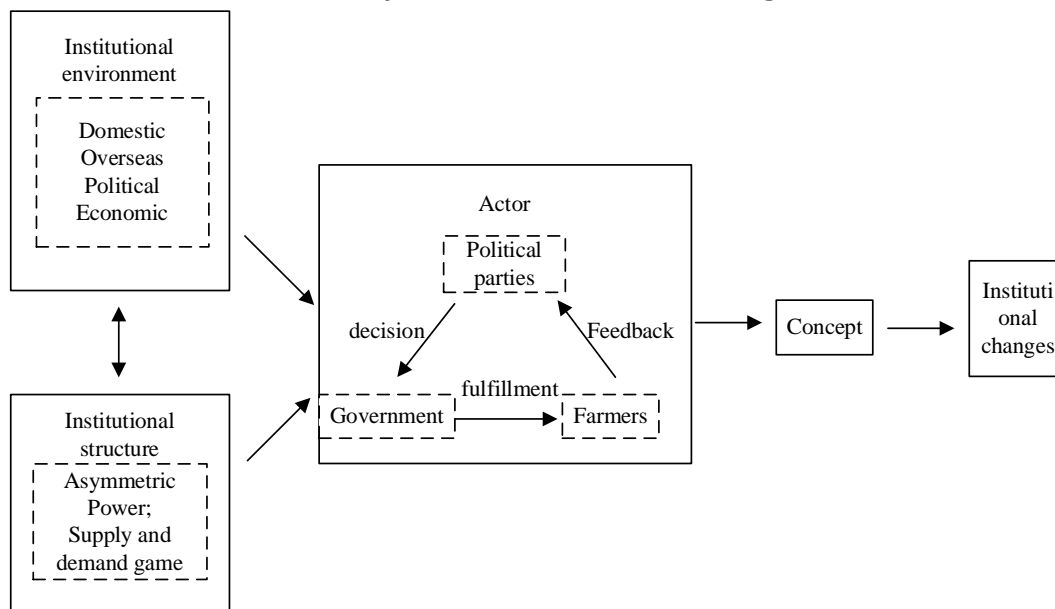 Institutional
environment
Domestic
Overseas
Political
Economic
Institutional
structure
Asymmetric
Power;
Supply and
demand game
Actor
Political
parties
decision
Feedback
fulfillment
Government
Farmers
Concept
Instituti
onal
changes